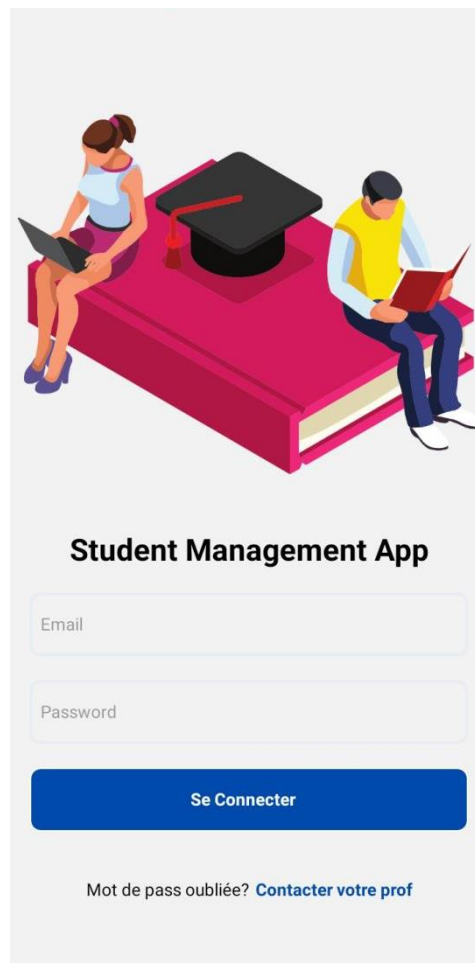 Student Management App
Email
Password
Se Connecter
Mot de pass oubliée? Contacter votre prof